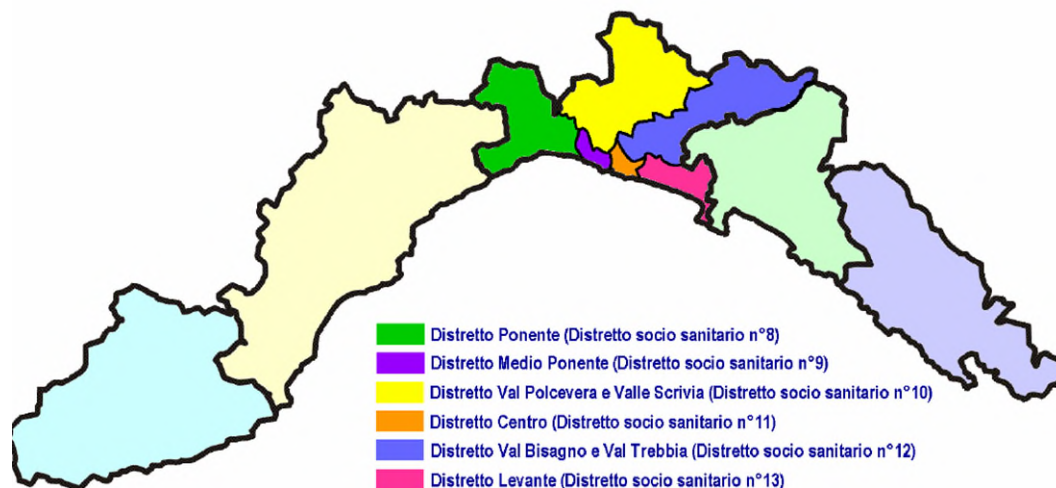 Distretto Ponente (Distretto socio sanitario n°8)
Distretto Medio Ponente (Distretto socio sanitario n°9)
Distretto Val Polcevera e Valle Scrivia (Distretto socio sanitario n°10)
Distretto Centro (Distretto socio sanitario n°11)
Distretto Val Bisagno e Val Trebbia (Distretto socio sanitario n°12)
Distretto Levante (Distretto socio sanitario n°13)